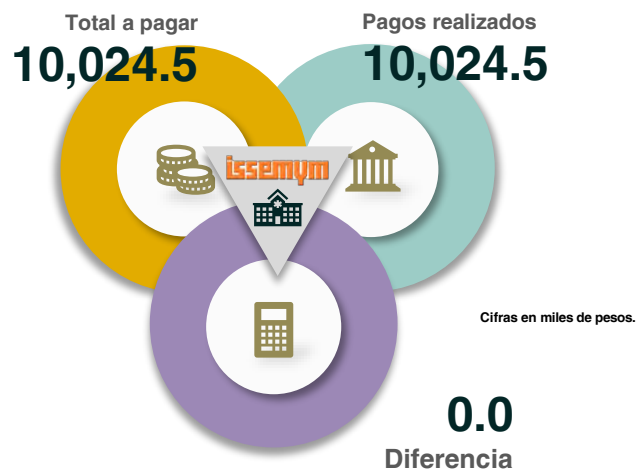 Total a pagar
10,024.5
Pagos realizados
10,024.5
issemym
Cifras en miles de pesos.
0.0
Diferencia